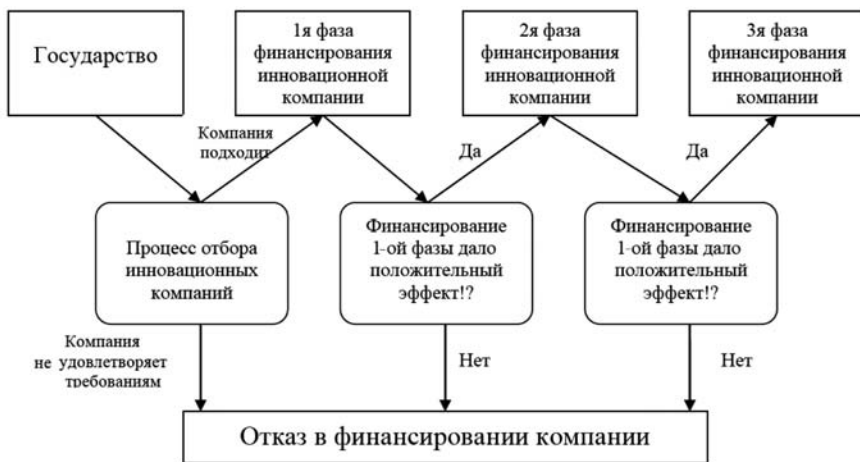 Государство
1я фаза
финансирования
инновационной
компании
2я фаза
финансирования
инновационной
компании
3я фаза
финансирования
инновационной
компании
Компания
подходит
Да
Да
Процесс отбора
инновационных
компаний
Финансирование
1-ой фазы дало
положительный
эффект!?
Финансирование
1-ой фазы дало
положительный
эффект!?
Компания
не удовлетворяет
требованиям
Нет
Нет
Отказ в финансировании компании